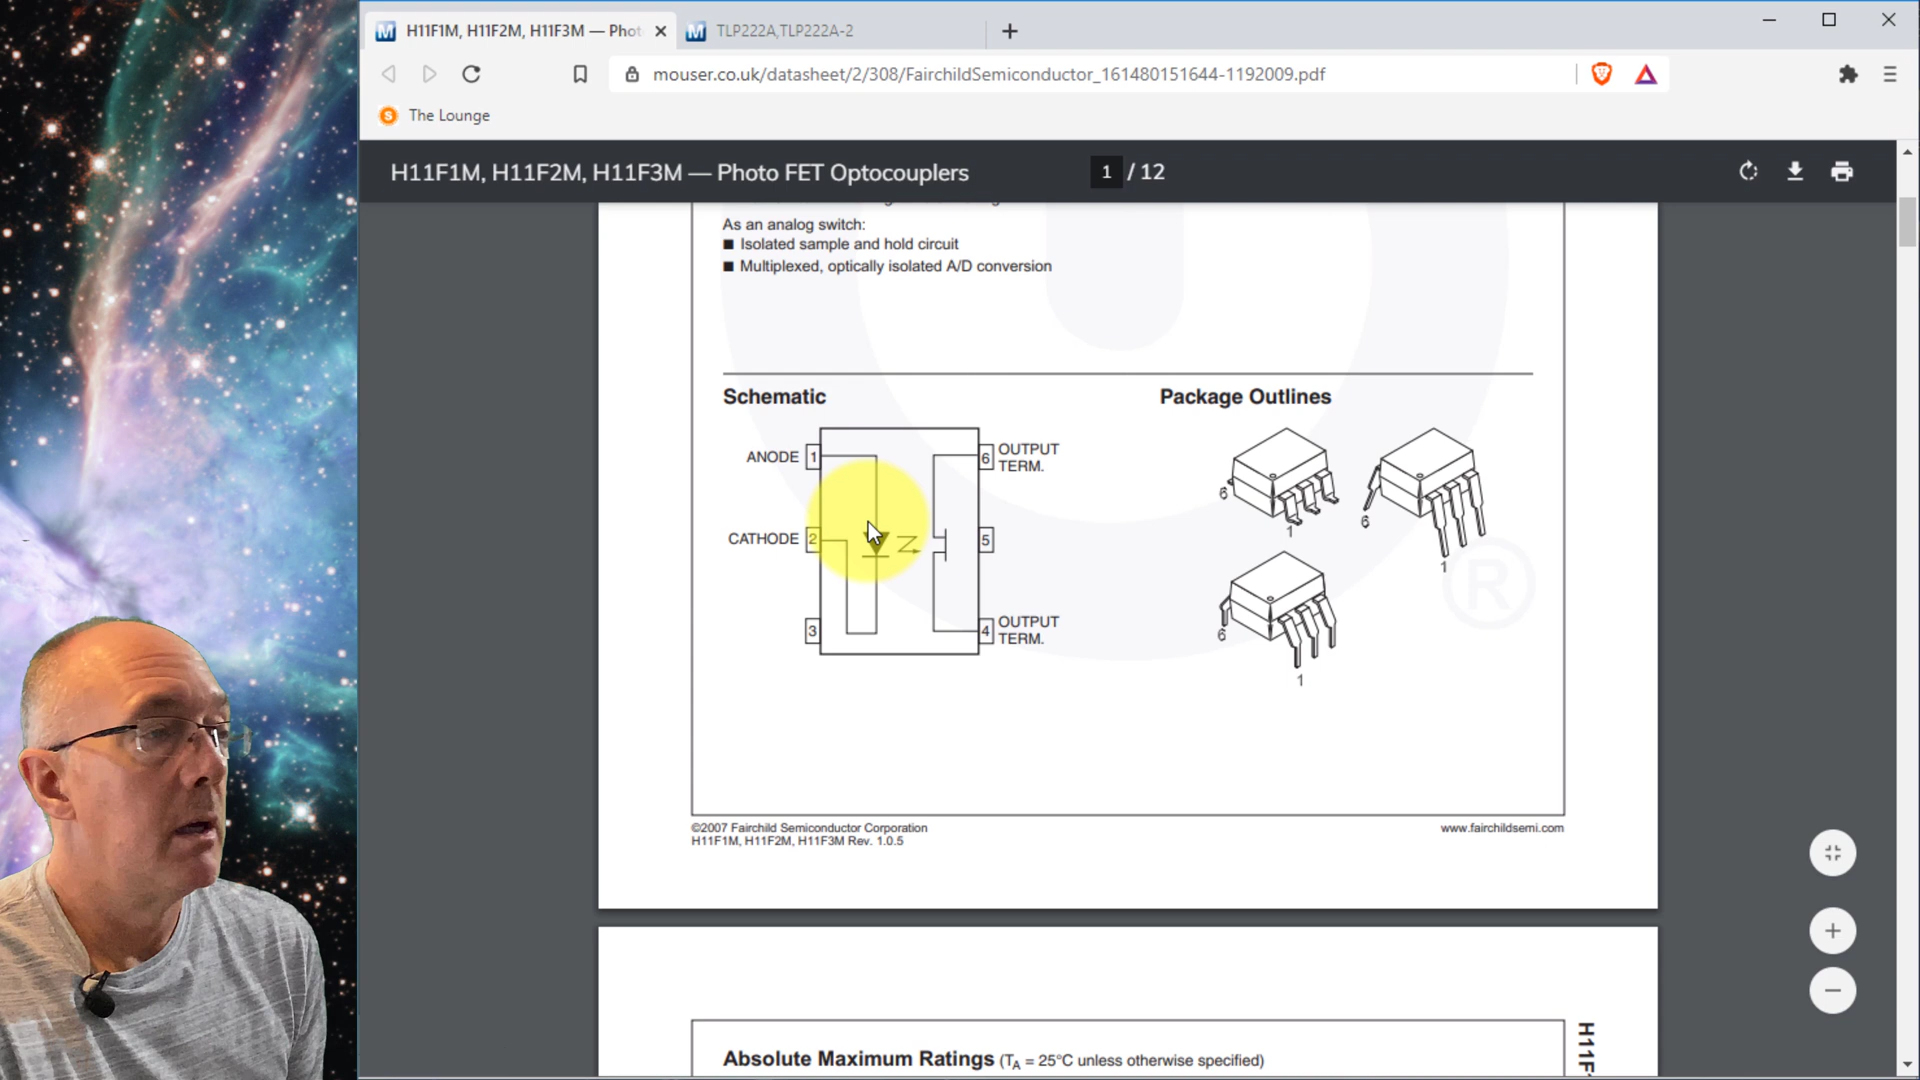 H11F1M, H11F2M, H11F3M — Phot
TLP222A,TLP222A-2
mouser.co.uk/datasheet/2/308/FairchildSemiconductor_161480151644-1192009.pdf
The Lounge
H11F1M, H11F2M, H11F3M — Photo FET Optocouplers
1 / 12
As an analog switch:
■ Isolated sample and hold circuit
■ Multiplexed, optically isolated A/D conversion
Schematic
Package Outlines
ANODE 1
6 OUTPUT
TERM.
CATHODE 2
5
3
4 OUTPUT
TERM.
6
1
6
1
6
1
®
©2007 Fairchild Semiconductor Corporation
H11F1M, H11F2M, H11F3M Rev. 1.0.5
www.fairchildsemi.com
Absolute Maximum Ratings (TA = 25°C unless otherwise specified)
H11F